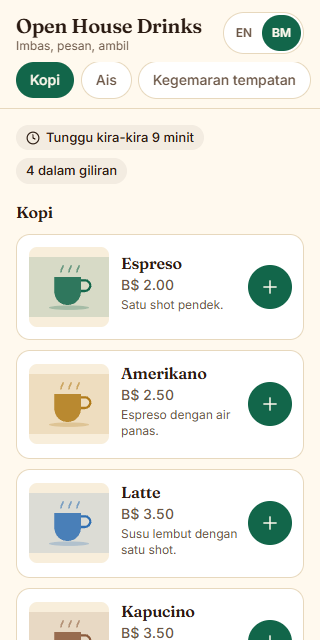 Open House Drinks
Imbas, pesan, ambil
EN
BM
Kopi
Ais
Kegemaran tempatan
Tunggu kira-kira 9 minit
4 dalam giliran
Kopi
Espreso
B$ 2.00
Satu shot pendek.
Amerikano
B$ 2.50
Espreso dengan air
panas.
Latte
B$ 3.50
Susu lembut dengan
satu shot.
Kapucino
B$ 3.50